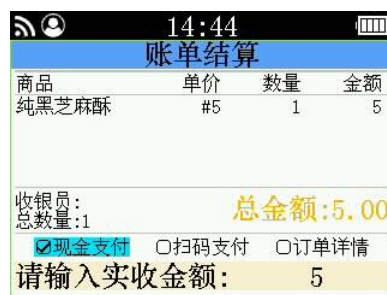 14:44
账单结算
商品 单价 数量 金额
纯黑芝麻酥 #5 1 5
收银员:
总数量:1
总金额:5.00
现金支付 扫码支付 订单详情
请输入实收金额: 5